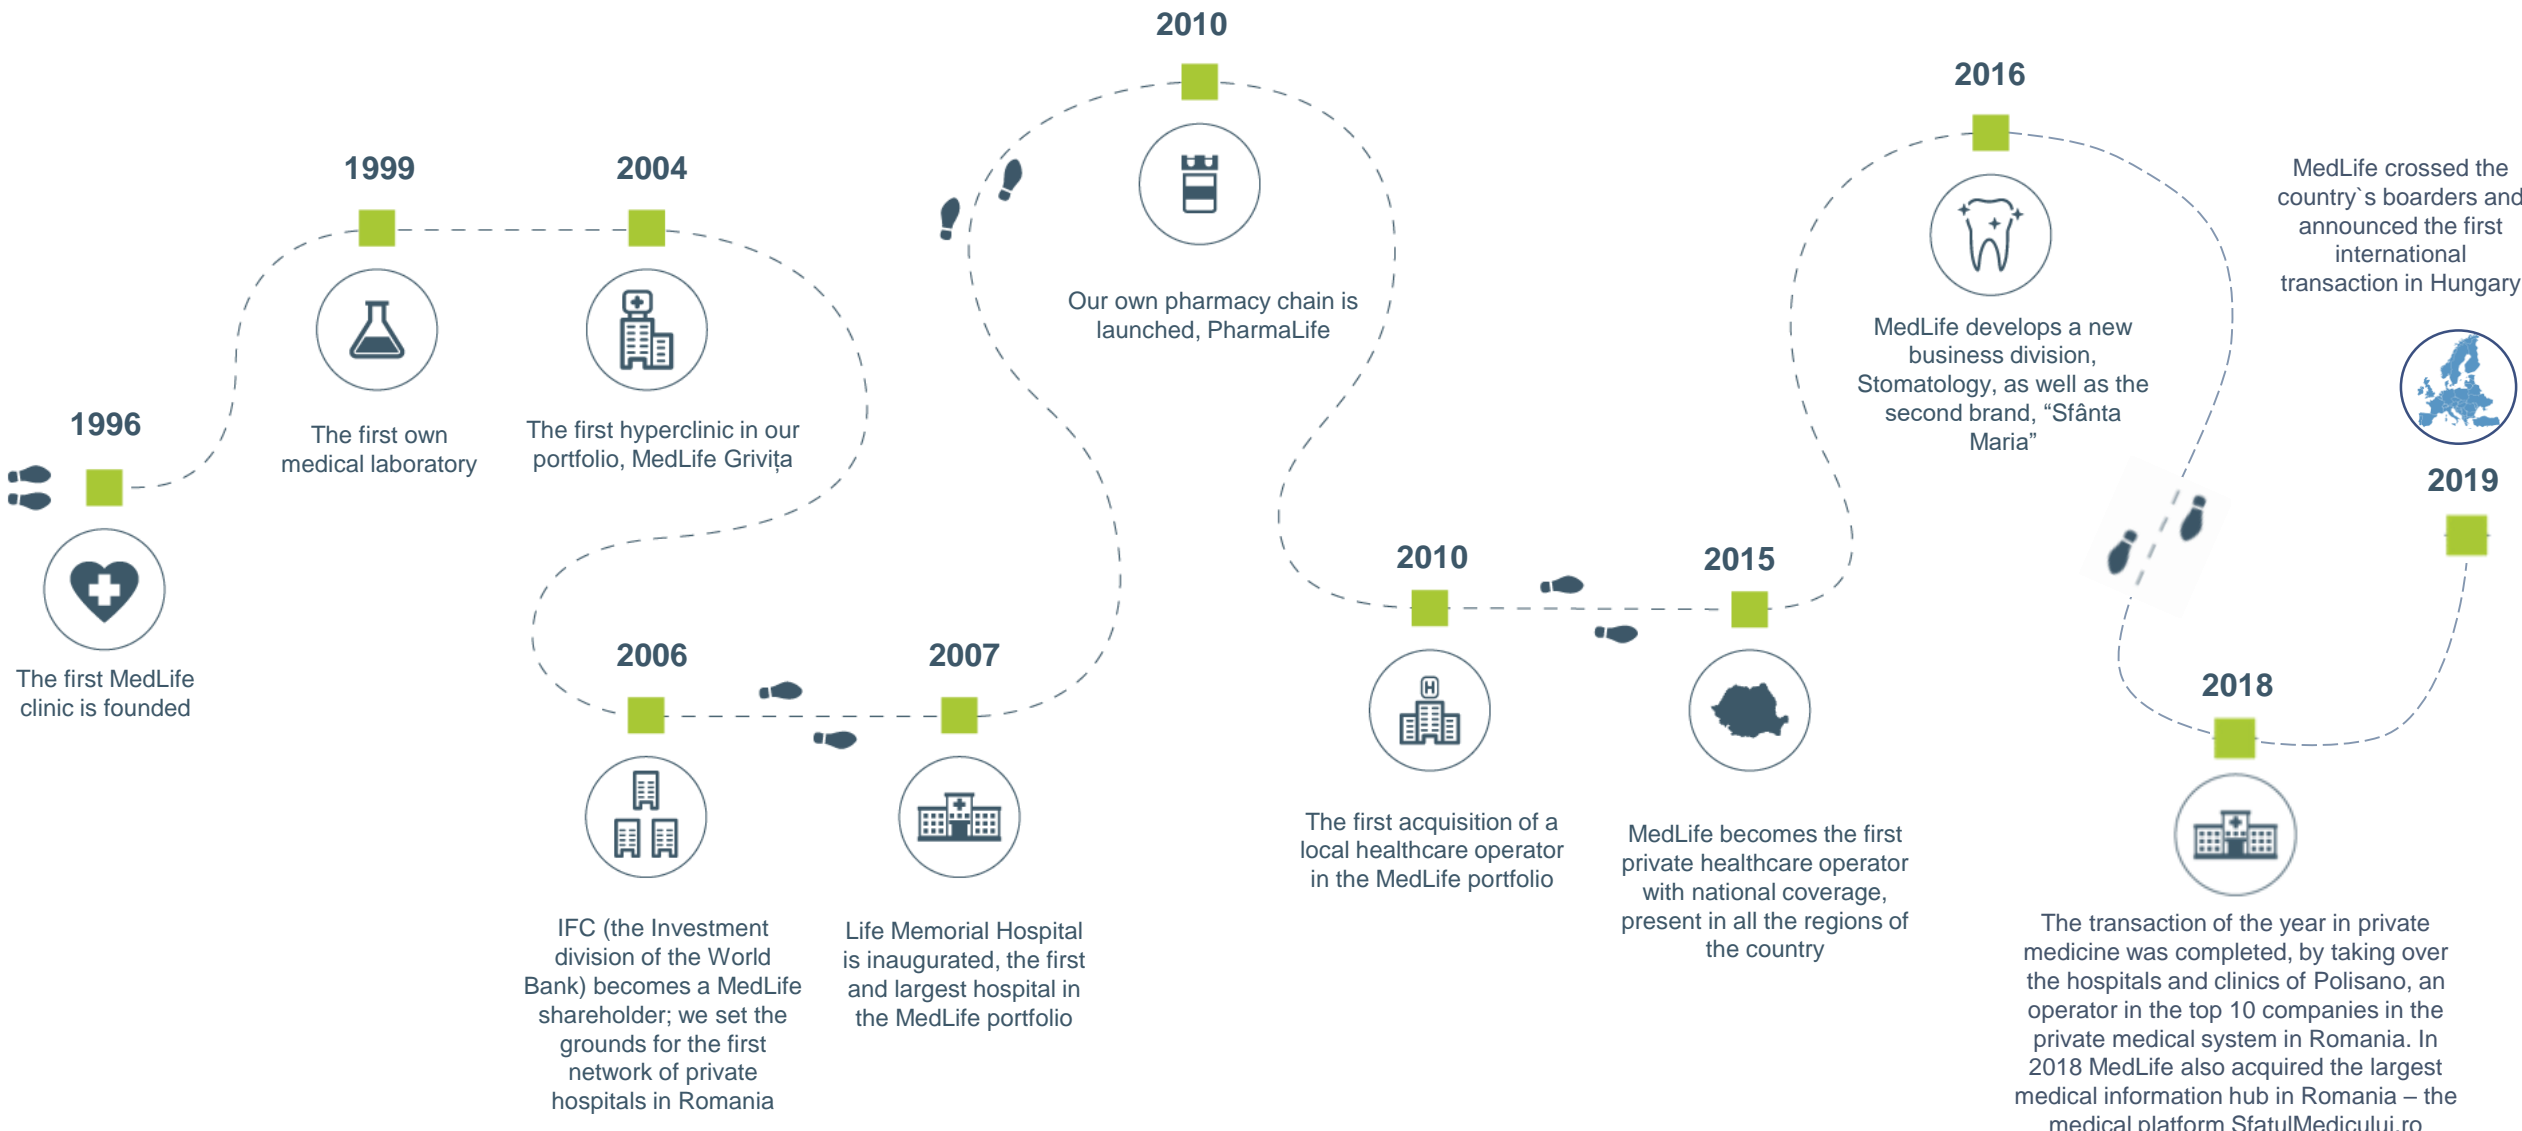 1996
The first MedLife
clinic is founded
1999
The first own
medical laboratory
2004
The first hyperclinic in our
portfolio, MedLife Grivița
2006
IFC (the Investment
division of the World
Bank) becomes a MedLife
shareholder; we set the
grounds for the first
network of private
hospitals in Romania
2007
Life Memorial Hospital
is inaugurated, the first
and largest hospital in
the MedLife portfolio
2010
Our own pharmacy chain is
launched, PharmaLife
2010
H
The first acquisition of a
local healthcare operator
in the MedLife portfolio
2015
MedLife becomes the first
private healthcare operator
with national coverage,
present in all the regions of
the country
2016
MedLife develops a new
business division,
Stomatology, as well as the
second brand, “Sfânta
Maria”
2018
The transaction of the year in private
medicine was completed, by taking over
the hospitals and clinics of Polisano, an
operator in the top 10 companies in the
private medical system in Romania. In
2018 MedLife also acquired the largest
medical information hub in Romania – the
medical platform SfatulMedicului.ro
MedLife crossed the
country`s boarders and
announced the first
international
transaction in Hungary
2019